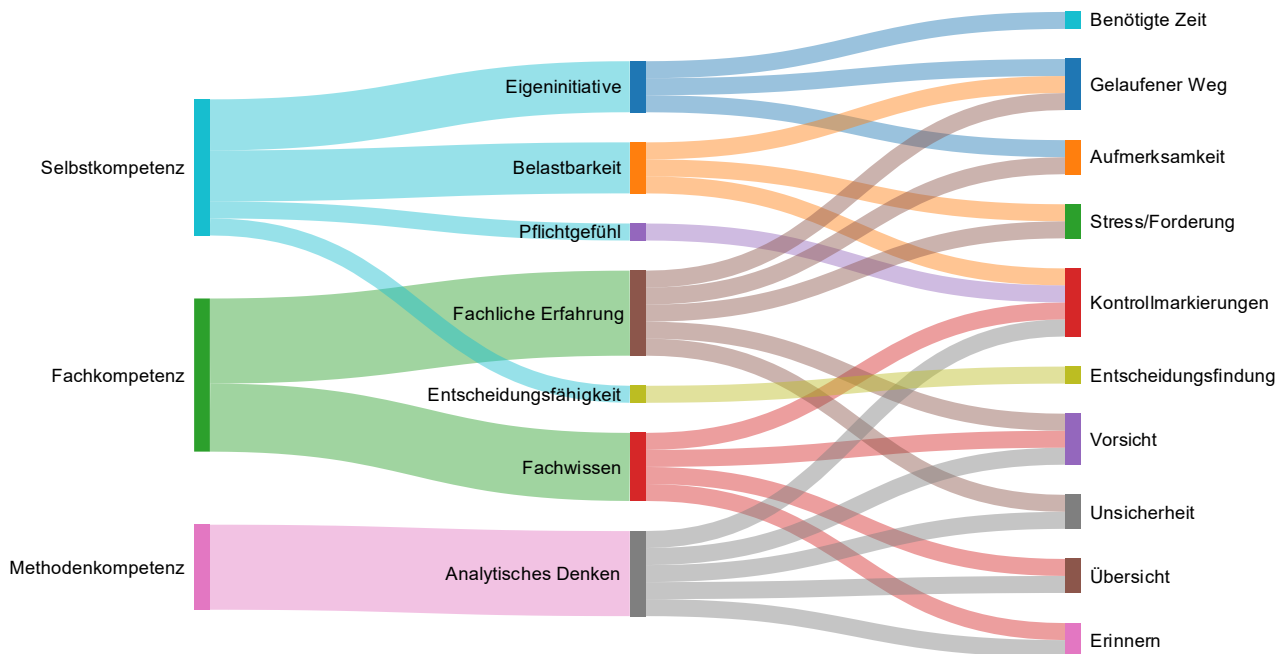 Selbstkompetenz
Fachkompetenz
Methodenkompetenz
Eigeninitiative
Belastbarkeit
Pflichtgefühl
Fachliche Erfahrung
Entscheidungsfähigkeit
Fachwissen
Analytisches Denken
Benötigte Zeit
Gelaufener Weg
Aufmerksamkeit
Stress/Forderung
Kontrollmarkierungen
Entscheidungsfindung
Vorsicht
Unsicherheit
Übersicht
Erinnern